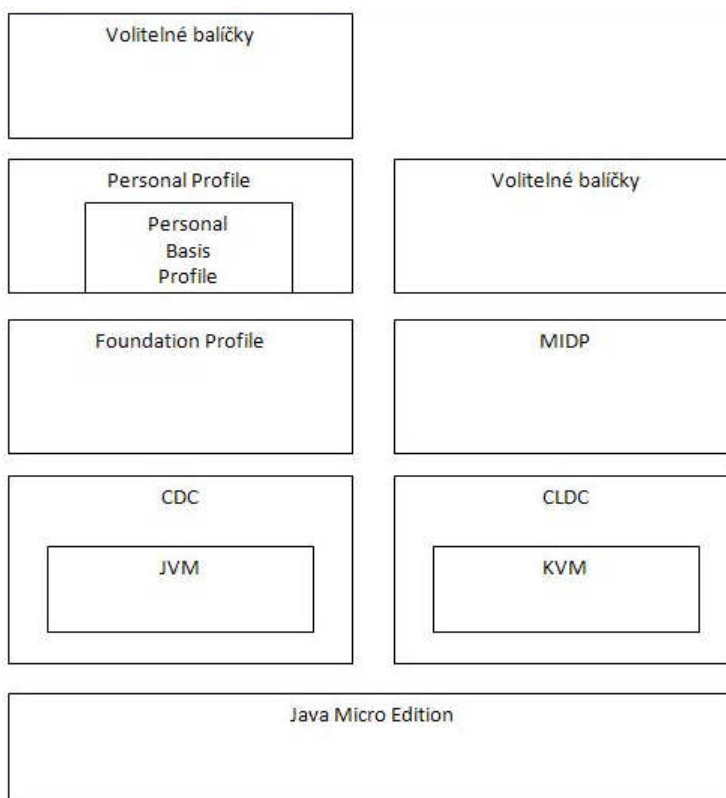 Volitelné balíčky
Personal Profile
Personal
Basis
Profile
Volitelné balíčky
Foundation Profile
MIDP
CDC
JVM
CLDC
KVM
Java Micro Edition